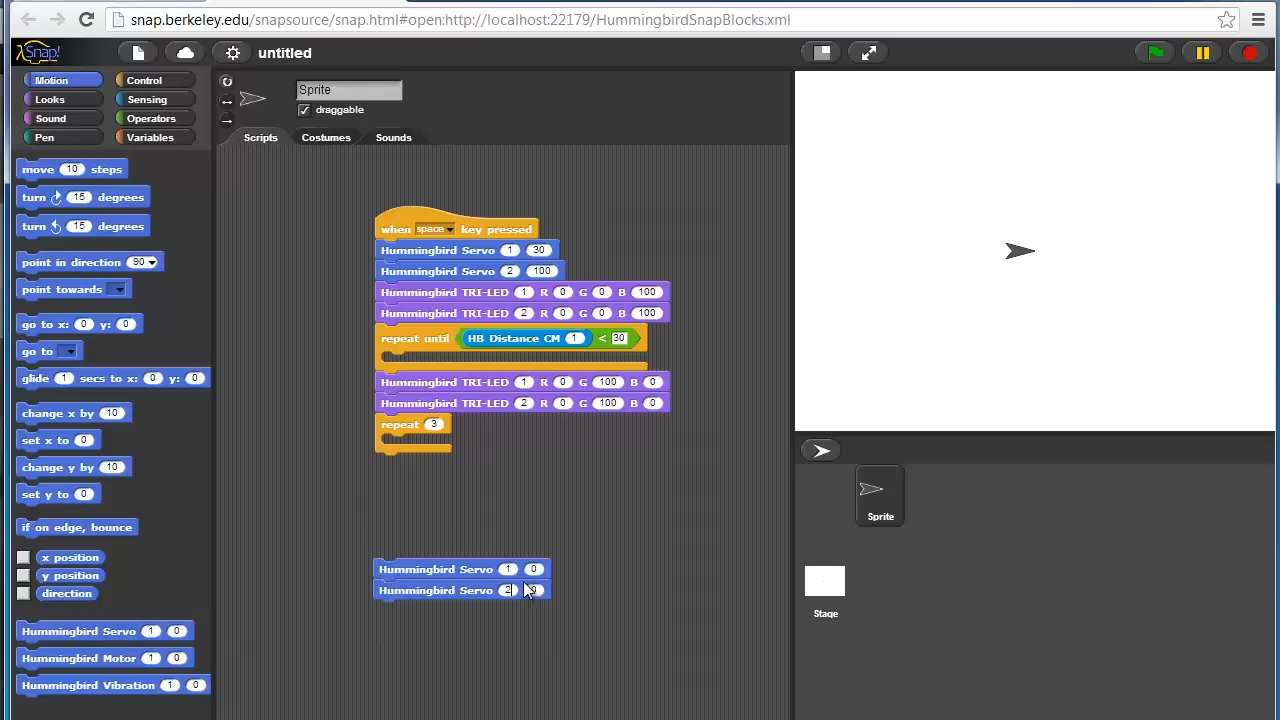 snap.berkeley.edu/snapsource/snap.html#open:http://localhost:22179/HummingbirdSnapBlocks.xml
Snap!
untitled
Motion
Control
Looks
Sensing
Sound
Operators
Pen
Variables
Sprite
draggable
Scripts
Costumes
Sounds
move 10 steps
turn 15 degrees
turn 15 degrees
point in direction 90
point towards
go to x: 0 y: 0
go to
glide 1 secs to x: 0 y: 0
change x by 10
set x to 0
change y by 10
set y to 0
if on edge, bounce
x position
y position
direction
Hummingbird Servo 1 0
Hummingbird Motor 1 0
Hummingbird Vibration 1 0
when space key pressed
Hummingbird Servo 1 30
Hummingbird Servo 2 100
Hummingbird TRI-LED 1 R 0 G 0 B 100
Hummingbird TRI-LED 2 R 0 G 0 B 100
repeat until HB Distance CM 1 < 30
Hummingbird TRI-LED 1 R 0 G 100 B 0
Hummingbird TRI-LED 2 R 0 G 100 B 0
repeat 3
Hummingbird Servo 1 0
Hummingbird Servo 2
Sprite
Stage